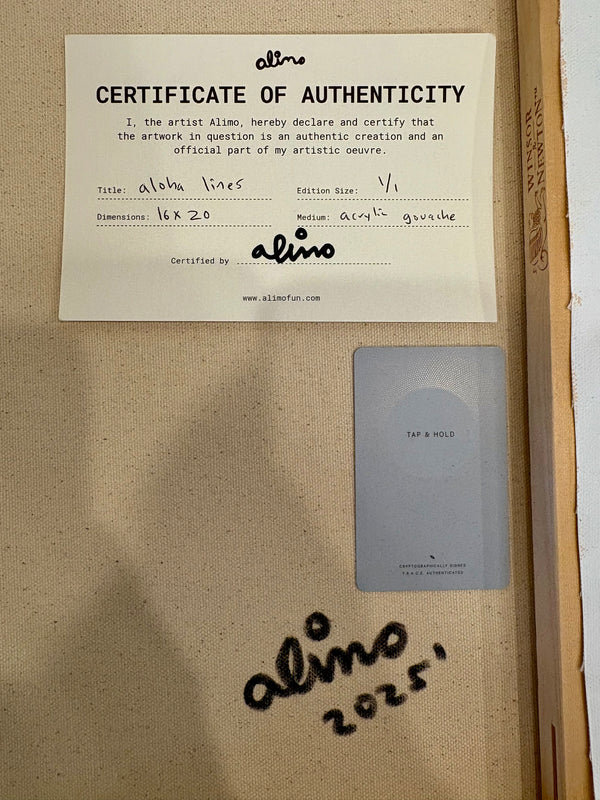 alimo
CERTIFICATE OF AUTHENTICITY
I, the artist Alimo, hereby declare and certify that
the artwork in question is an authentic creation and an
official part of my artistic oeuvre.
Title: aloha lines
Edition Size: 1/1
Dimensions: 16 x 20
Medium: acrylic gouache
Certified by alimo
www.alimofun.com
WINSOR
&
NEWTON™
TAP & HOLD
CRYPTOGRAPHICALLY SIGNED
T.R.A.C.E. AUTHENTICATED
alimo
2025'